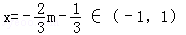 x=-2/3m-1/3 ∈ (-1, 1)